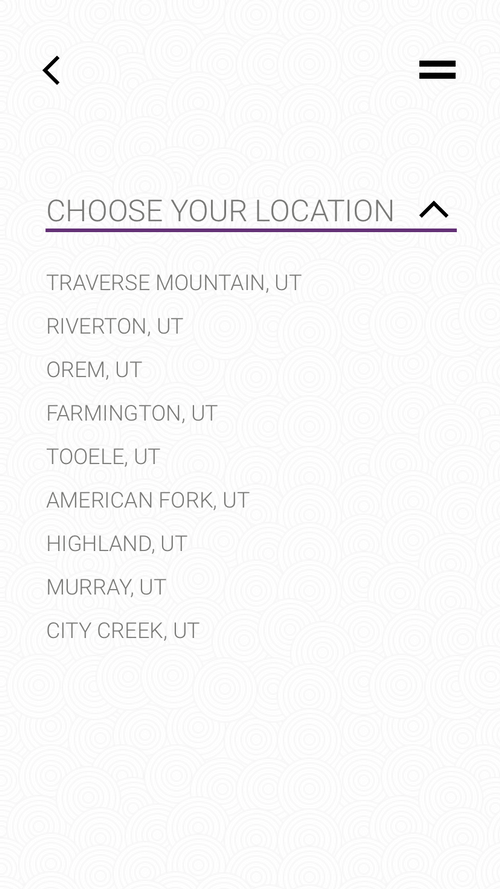 CHOOSE YOUR LOCATION
TRAVERSE MOUNTAIN, UT
RIVERTON, UT
OREM, UT
FARMINGTON, UT
TOOELE, UT
AMERICAN FORK, UT
HIGHLAND, UT
MURRAY, UT
CITY CREEK, UT